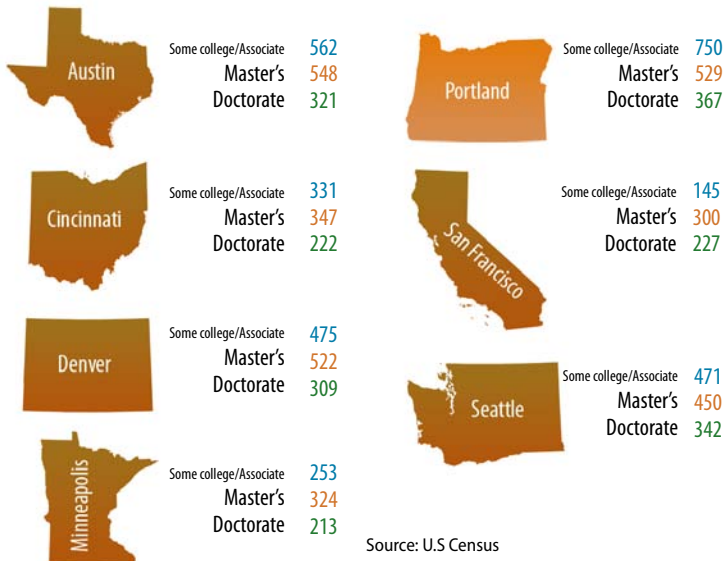 Austin
Some college/Associate 562
Master's 548
Doctorate 321
Cincinnati
Some college/Associate 331
Master's 347
Doctorate 222
Denver
Some college/Associate 475
Master's 522
Doctorate 309
Minneapolis
Some college/Associate 253
Master's 324
Doctorate 213
Portland
Some college/Associate 750
Master's 529
Doctorate 367
San Francisco
Some college/Associate 145
Master's 300
Doctorate 227
Seattle
Some college/Associate 471
Master's 450
Doctorate 342
Source: U.S Census